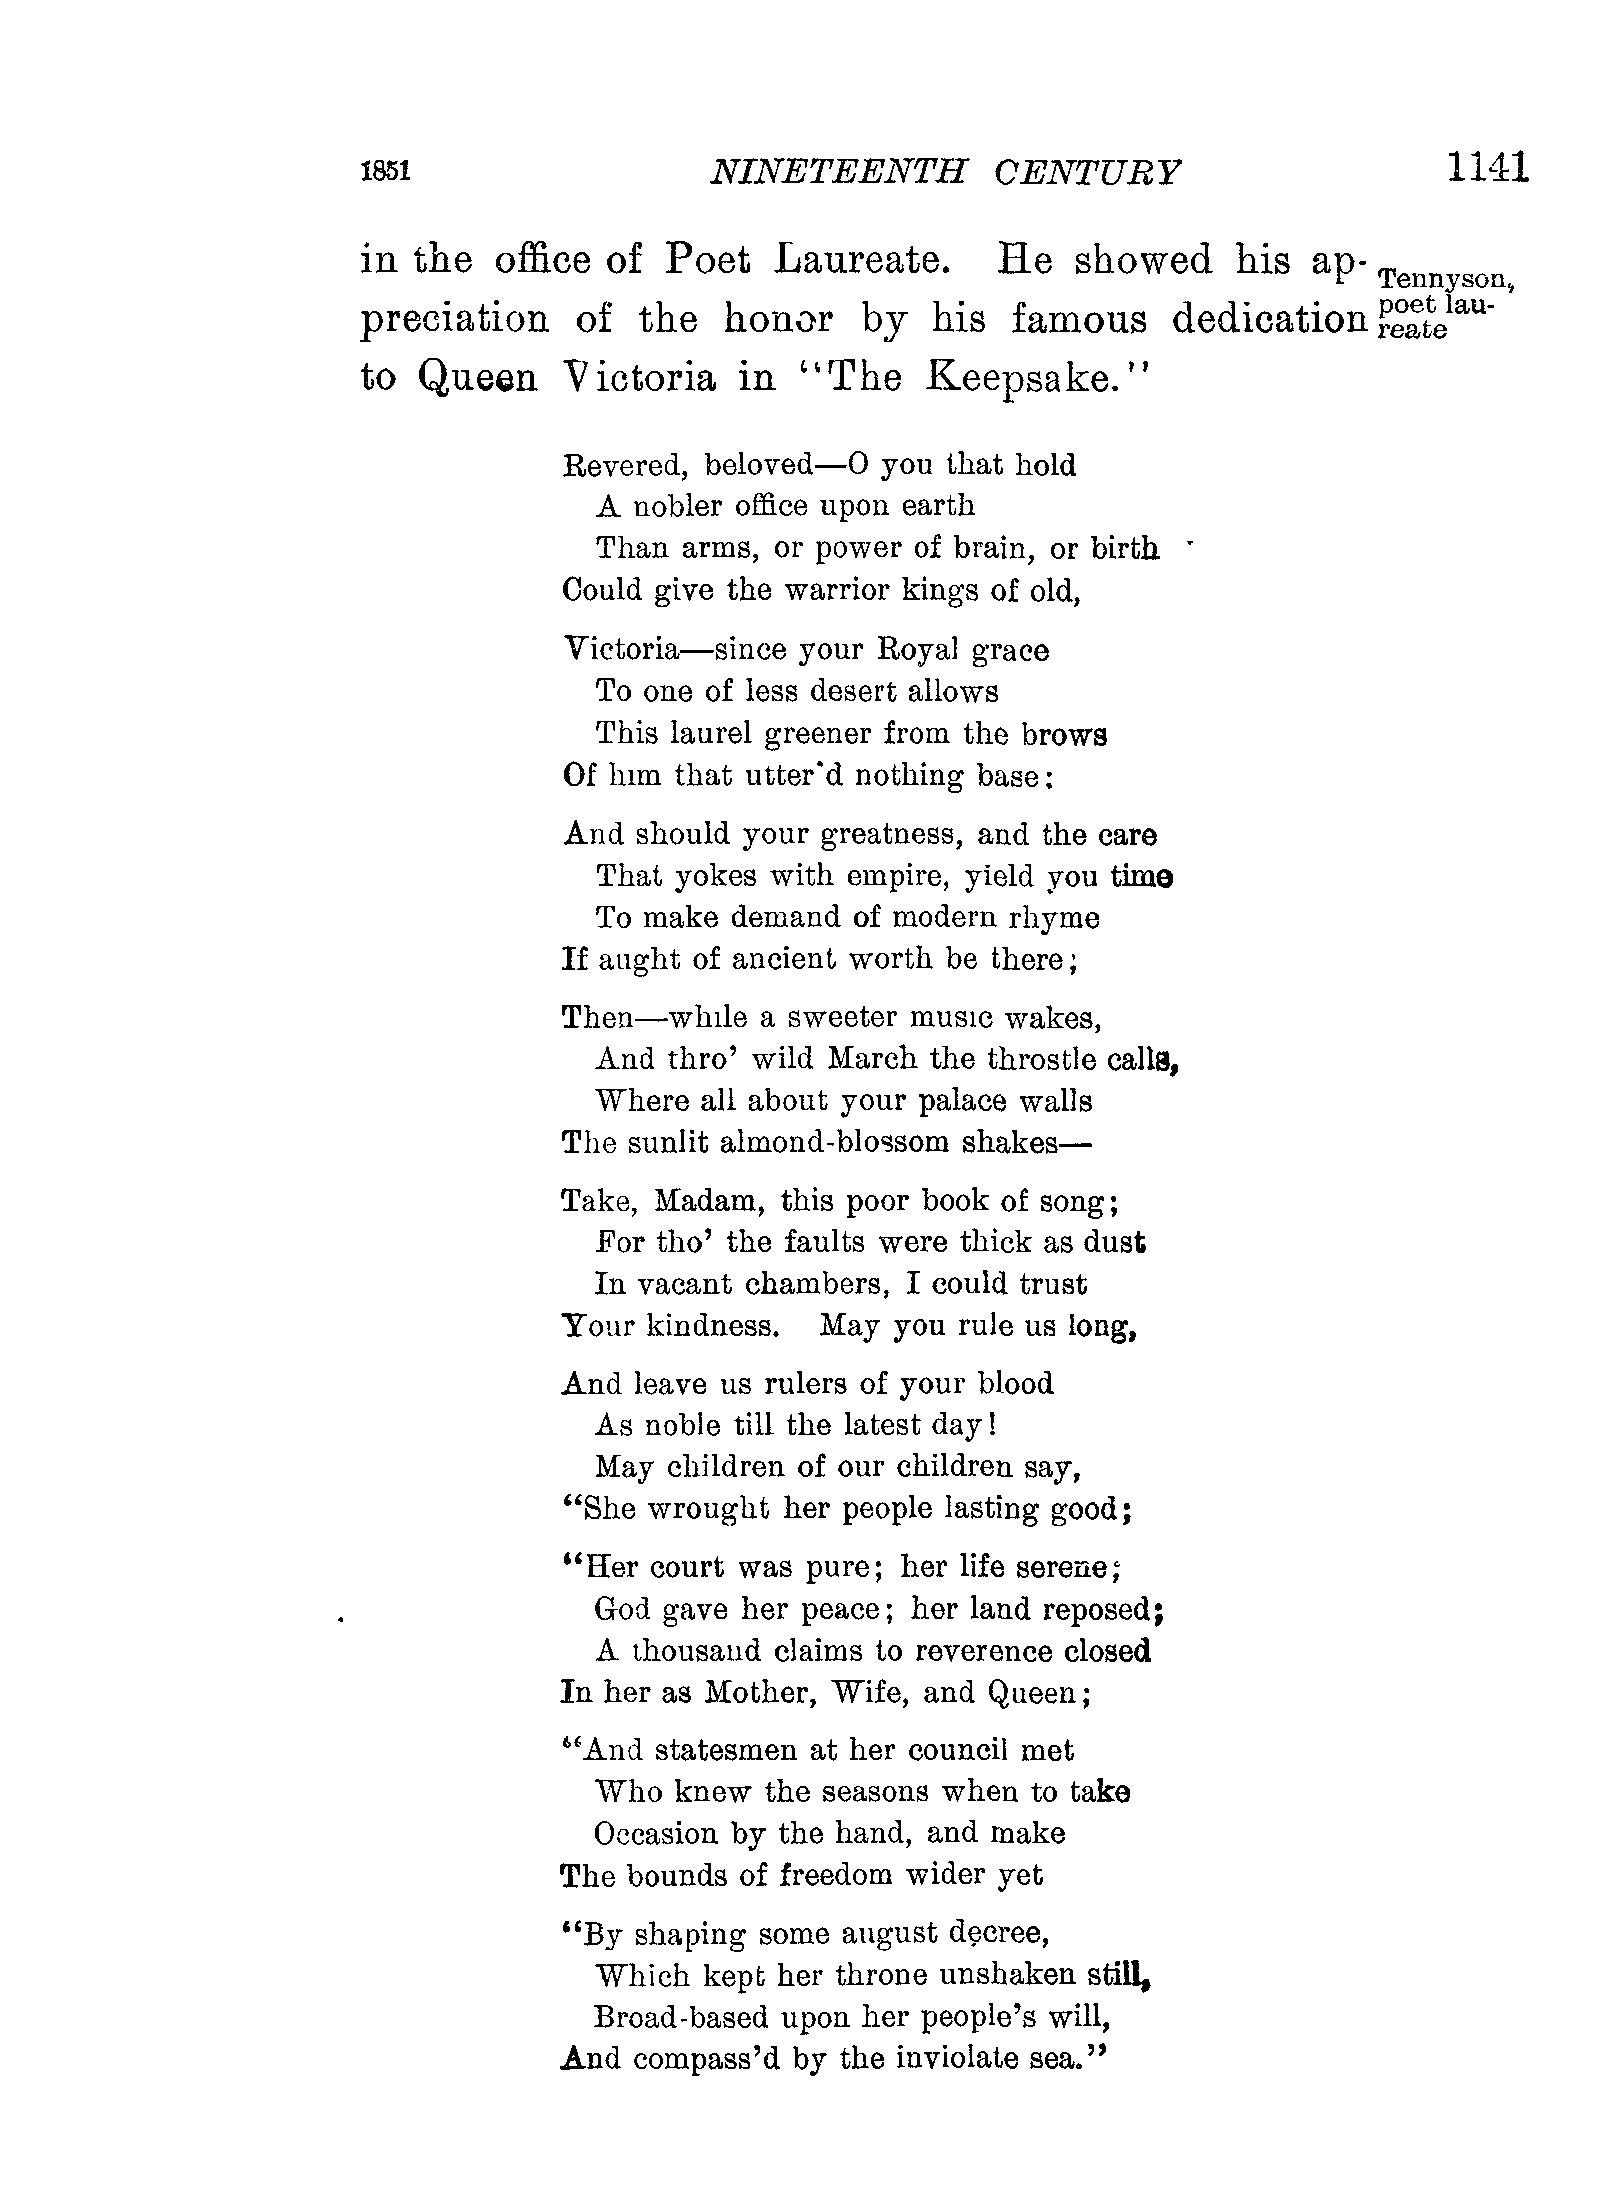 1851 NINETEENTH CENTURY 1141
in the office of Poet Laureate. He showed his ap-
preciation of the honor by his famous dedication
to Queen Victoria in "The Keepsake."
Tennyson,
poet lau-
reate
Revered, beloved—O you that hold
A nobler office upon earth
Than arms, or power of brain, or birth
Could give the warrior kings of old,
Victoria—since your Royal grace
To one of less desert allows
This laurel greener from the brows
Of him that utter'd nothing base;
And should your greatness, and the care
That yokes with empire, yield you time
To make demand of modern rhyme
If aught of ancient worth be there;
Then—while a sweeter music wakes,
And thro' wild March the throstle calls,
Where all about your palace walls
The sunlit almond-blossom shakes—
Take, Madam, this poor book of song;
For tho' the faults were thick as dust
In vacant chambers, I could trust
Your kindness. May you rule us long,
And leave us rulers of your blood
As noble till the latest day!
May children of our children say,
"She wrought her people lasting good;
"Her court was pure; her life serene;
God gave her peace; her land reposed;
A thousand claims to reverence closed
In her as Mother, Wife, and Queen;
"And statesmen at her council met
Who knew the seasons when to take
Occasion by the hand, and make
The bounds of freedom wider yet
"By shaping some august decree,
Which kept her throne unshaken still,
Broad-based upon her people's will,
And compass'd by the inviolate sea."